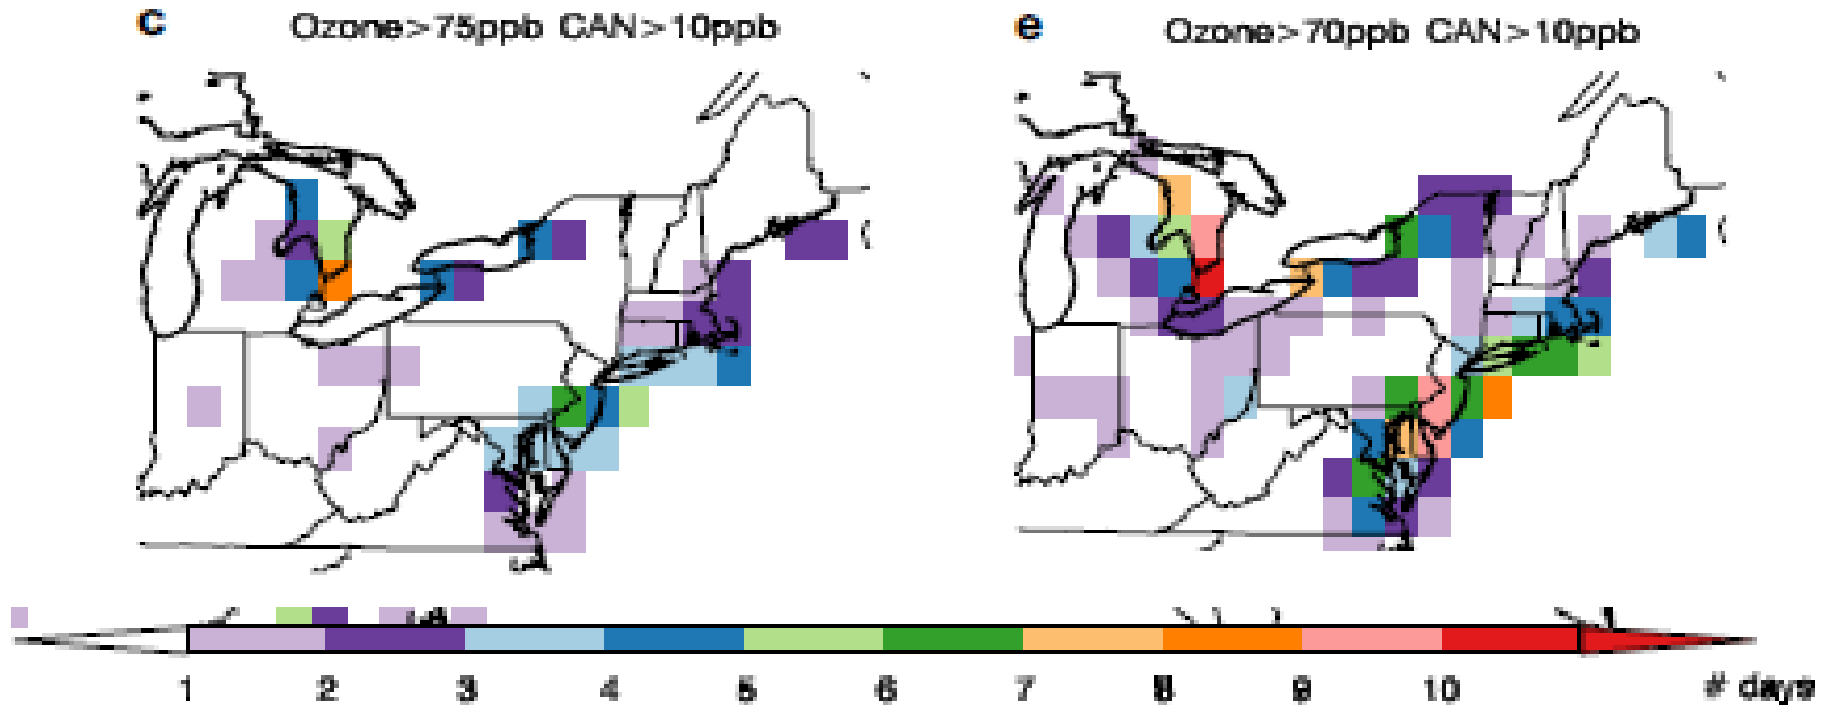 c Ozone>75ppb CAN>10ppb
e Ozone>70ppb CAN>10ppb
1 2 3 4 5 6 7 8 9 10 # days